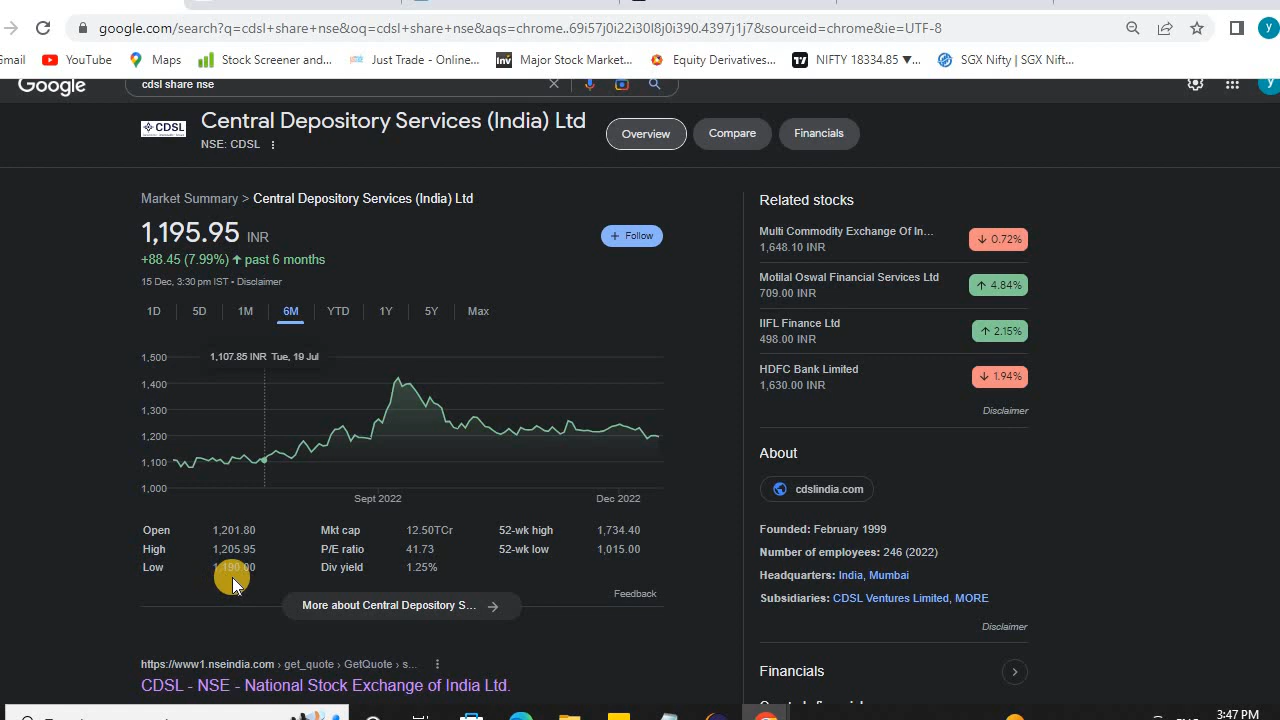 google.com/search?q=cdsl+share+nse&oq=cdsl+share+nse&aqs=chrome..69i57j0i22i30l8j0i390.4397j1j7&sourceid=chrome&ie=UTF-8
Gmail YouTube Maps Stock Screener and... Just Trade - Online... Major Stock Market... Equity Derivatives... NIFTY 18334.85 ▼... SGX Nifty | SGX Nift...
Google cdsl share nse
CDSL
Central Depository Services (India) Ltd
NSE: CDSL
Overview Compare Financials
Market Summary > Central Depository Services (India) Ltd
1,195.95 INR
+ Follow
+88.45 (7.99%) ↑ past 6 months
15 Dec, 3:30 pm IST • Disclaimer
1D 5D 1M 6M YTD 1Y 5Y Max
1,107.85 INR Tue, 19 Jul
1,500
1,400
1,300
1,200
1,100
1,000
Sept 2022 Dec 2022
Open 1,201.80 Mkt cap 12.50TCr 52-wk high 1,734.40
High 1,205.95 P/E ratio 41.73 52-wk low 1,015.00
Low 1,190.00 Div yield 1.25%
Feedback
More about Central Depository S... →
https://www1.nseindia.com › get_quote › GetQuote › s...
CDSL - NSE - National Stock Exchange of India Ltd.
Related stocks
Multi Commodity Exchange Of In...
1,648.10 INR
↓ 0.72%
Motilal Oswal Financial Services Ltd
709.00 INR
↑ 4.84%
IIFL Finance Ltd
498.00 INR
↑ 2.15%
HDFC Bank Limited
1,630.00 INR
↓ 1.94%
Disclaimer
About
cdslindia.com
Founded: February 1999
Number of employees: 246 (2022)
Headquarters: India, Mumbai
Subsidiaries: CDSL Ventures Limited, MORE
Disclaimer
Financials
3:47 PM